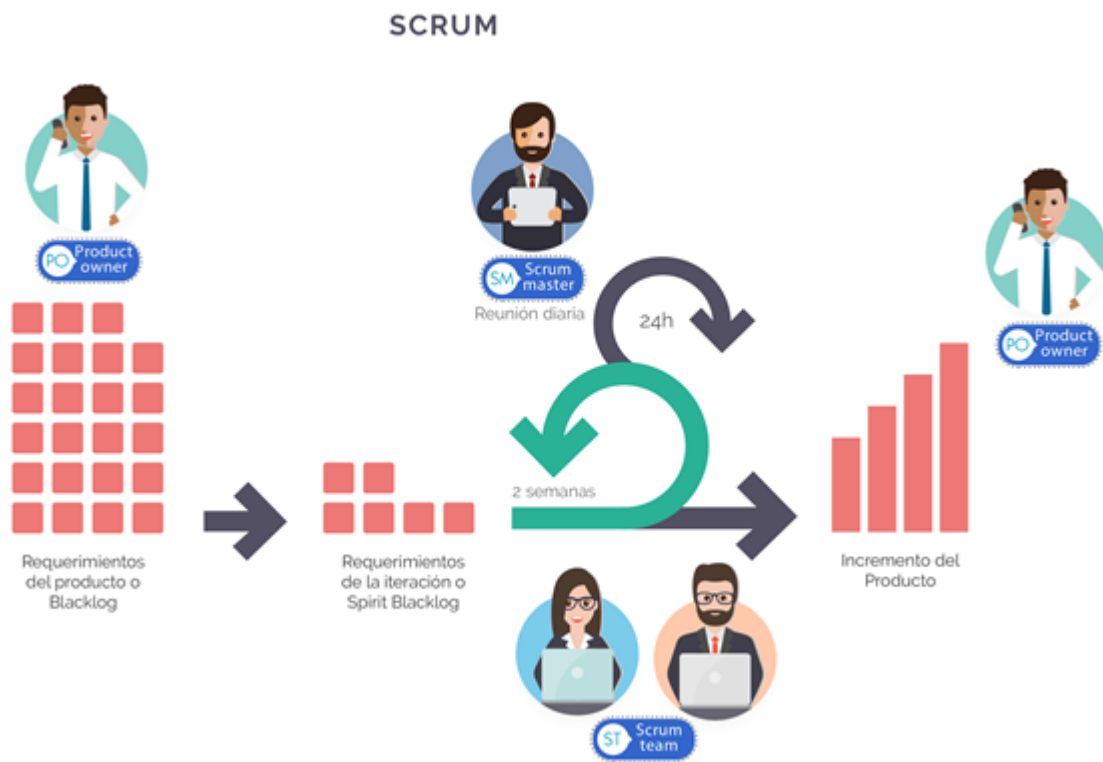 SCRUM
PO
Product
owner
SM
Scrum
master
Reunión diaria
24h
PO
Product
owner
2 semanas
Requerimientos
del producto o
Blacklog
Requerimientos
de la iteración o
Spirit Blacklog
Incremento del
Producto
ST
Scrum
team